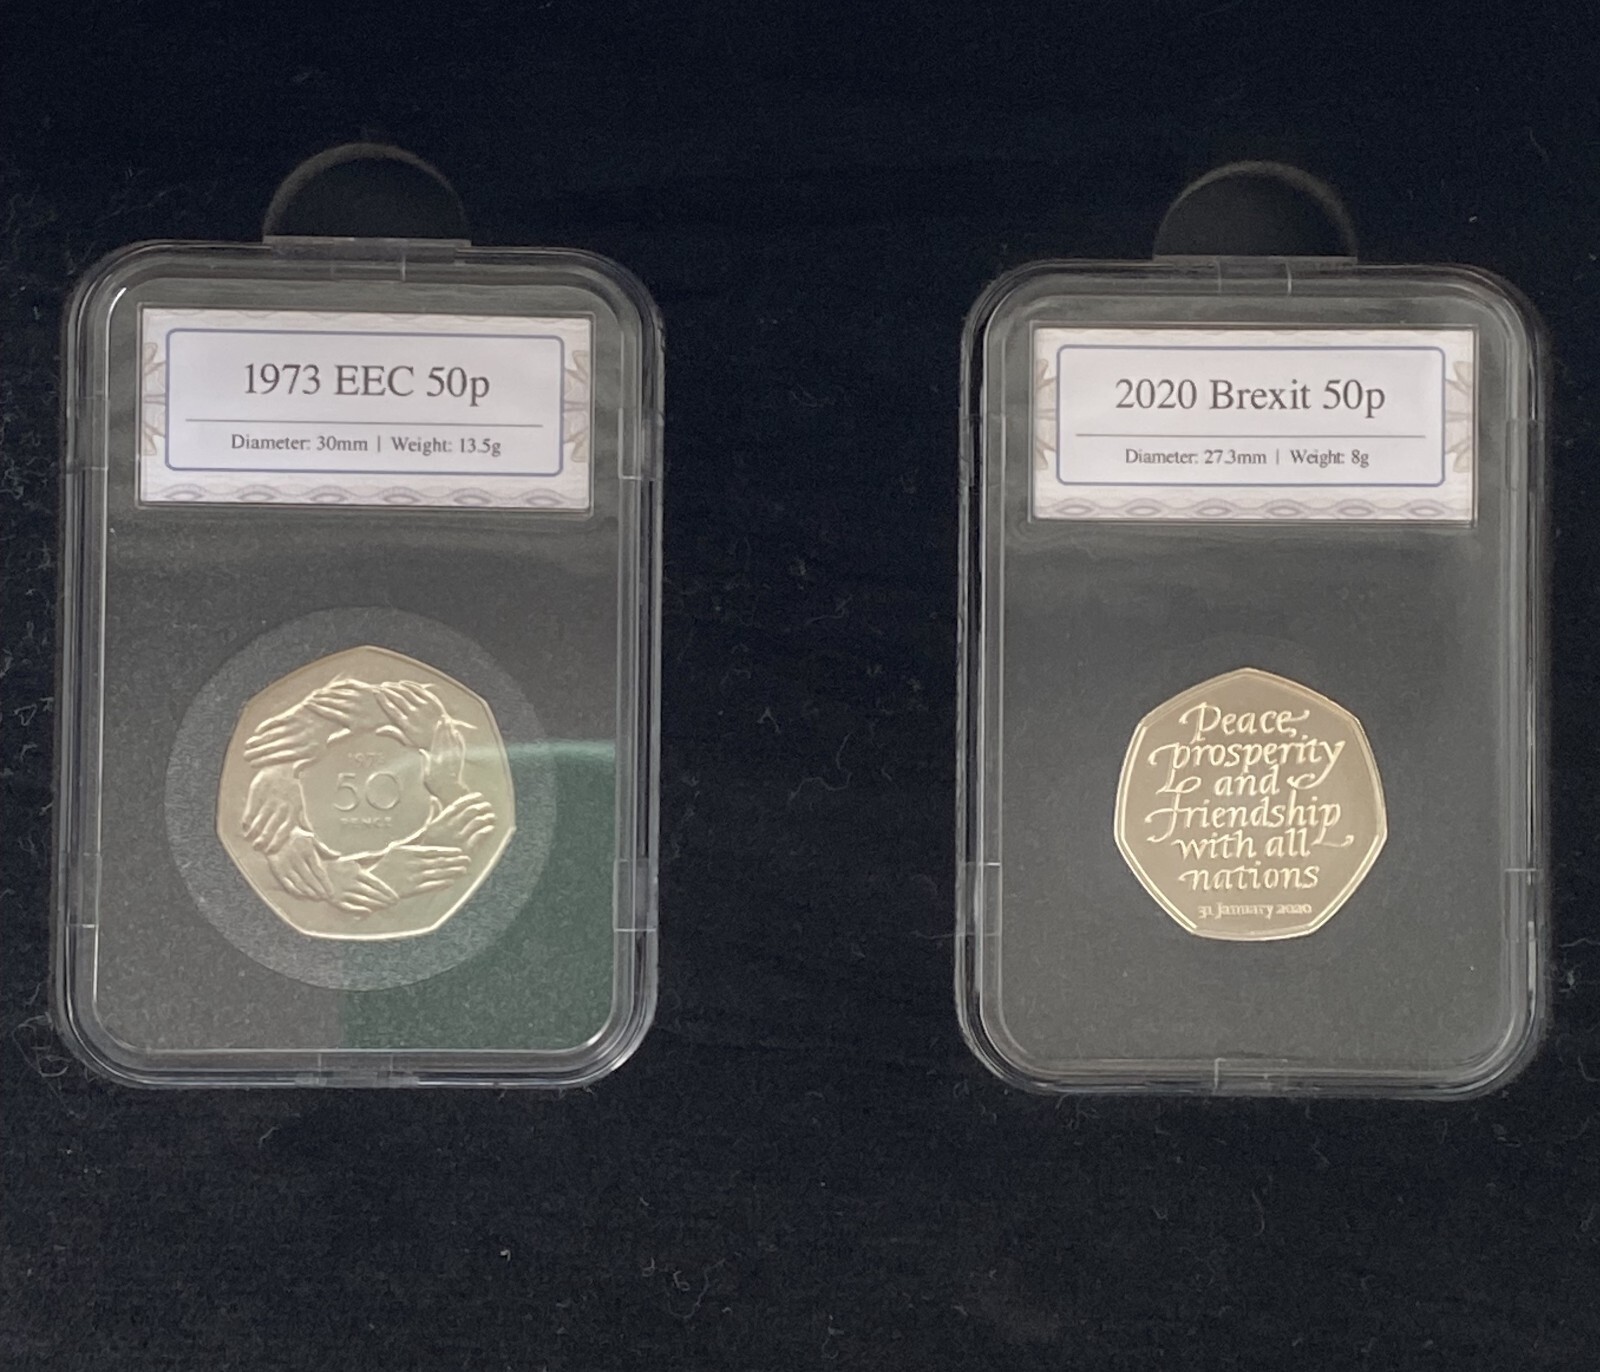 1973 EEC 50p
Diameter: 30mm | Weight: 13.5g
1973
50
PENCE
2020 Brexit 50p
Diameter: 27.3mm | Weight: 8g
Peace,
prosperity
and
friendship
with all
nations
31 January 2020